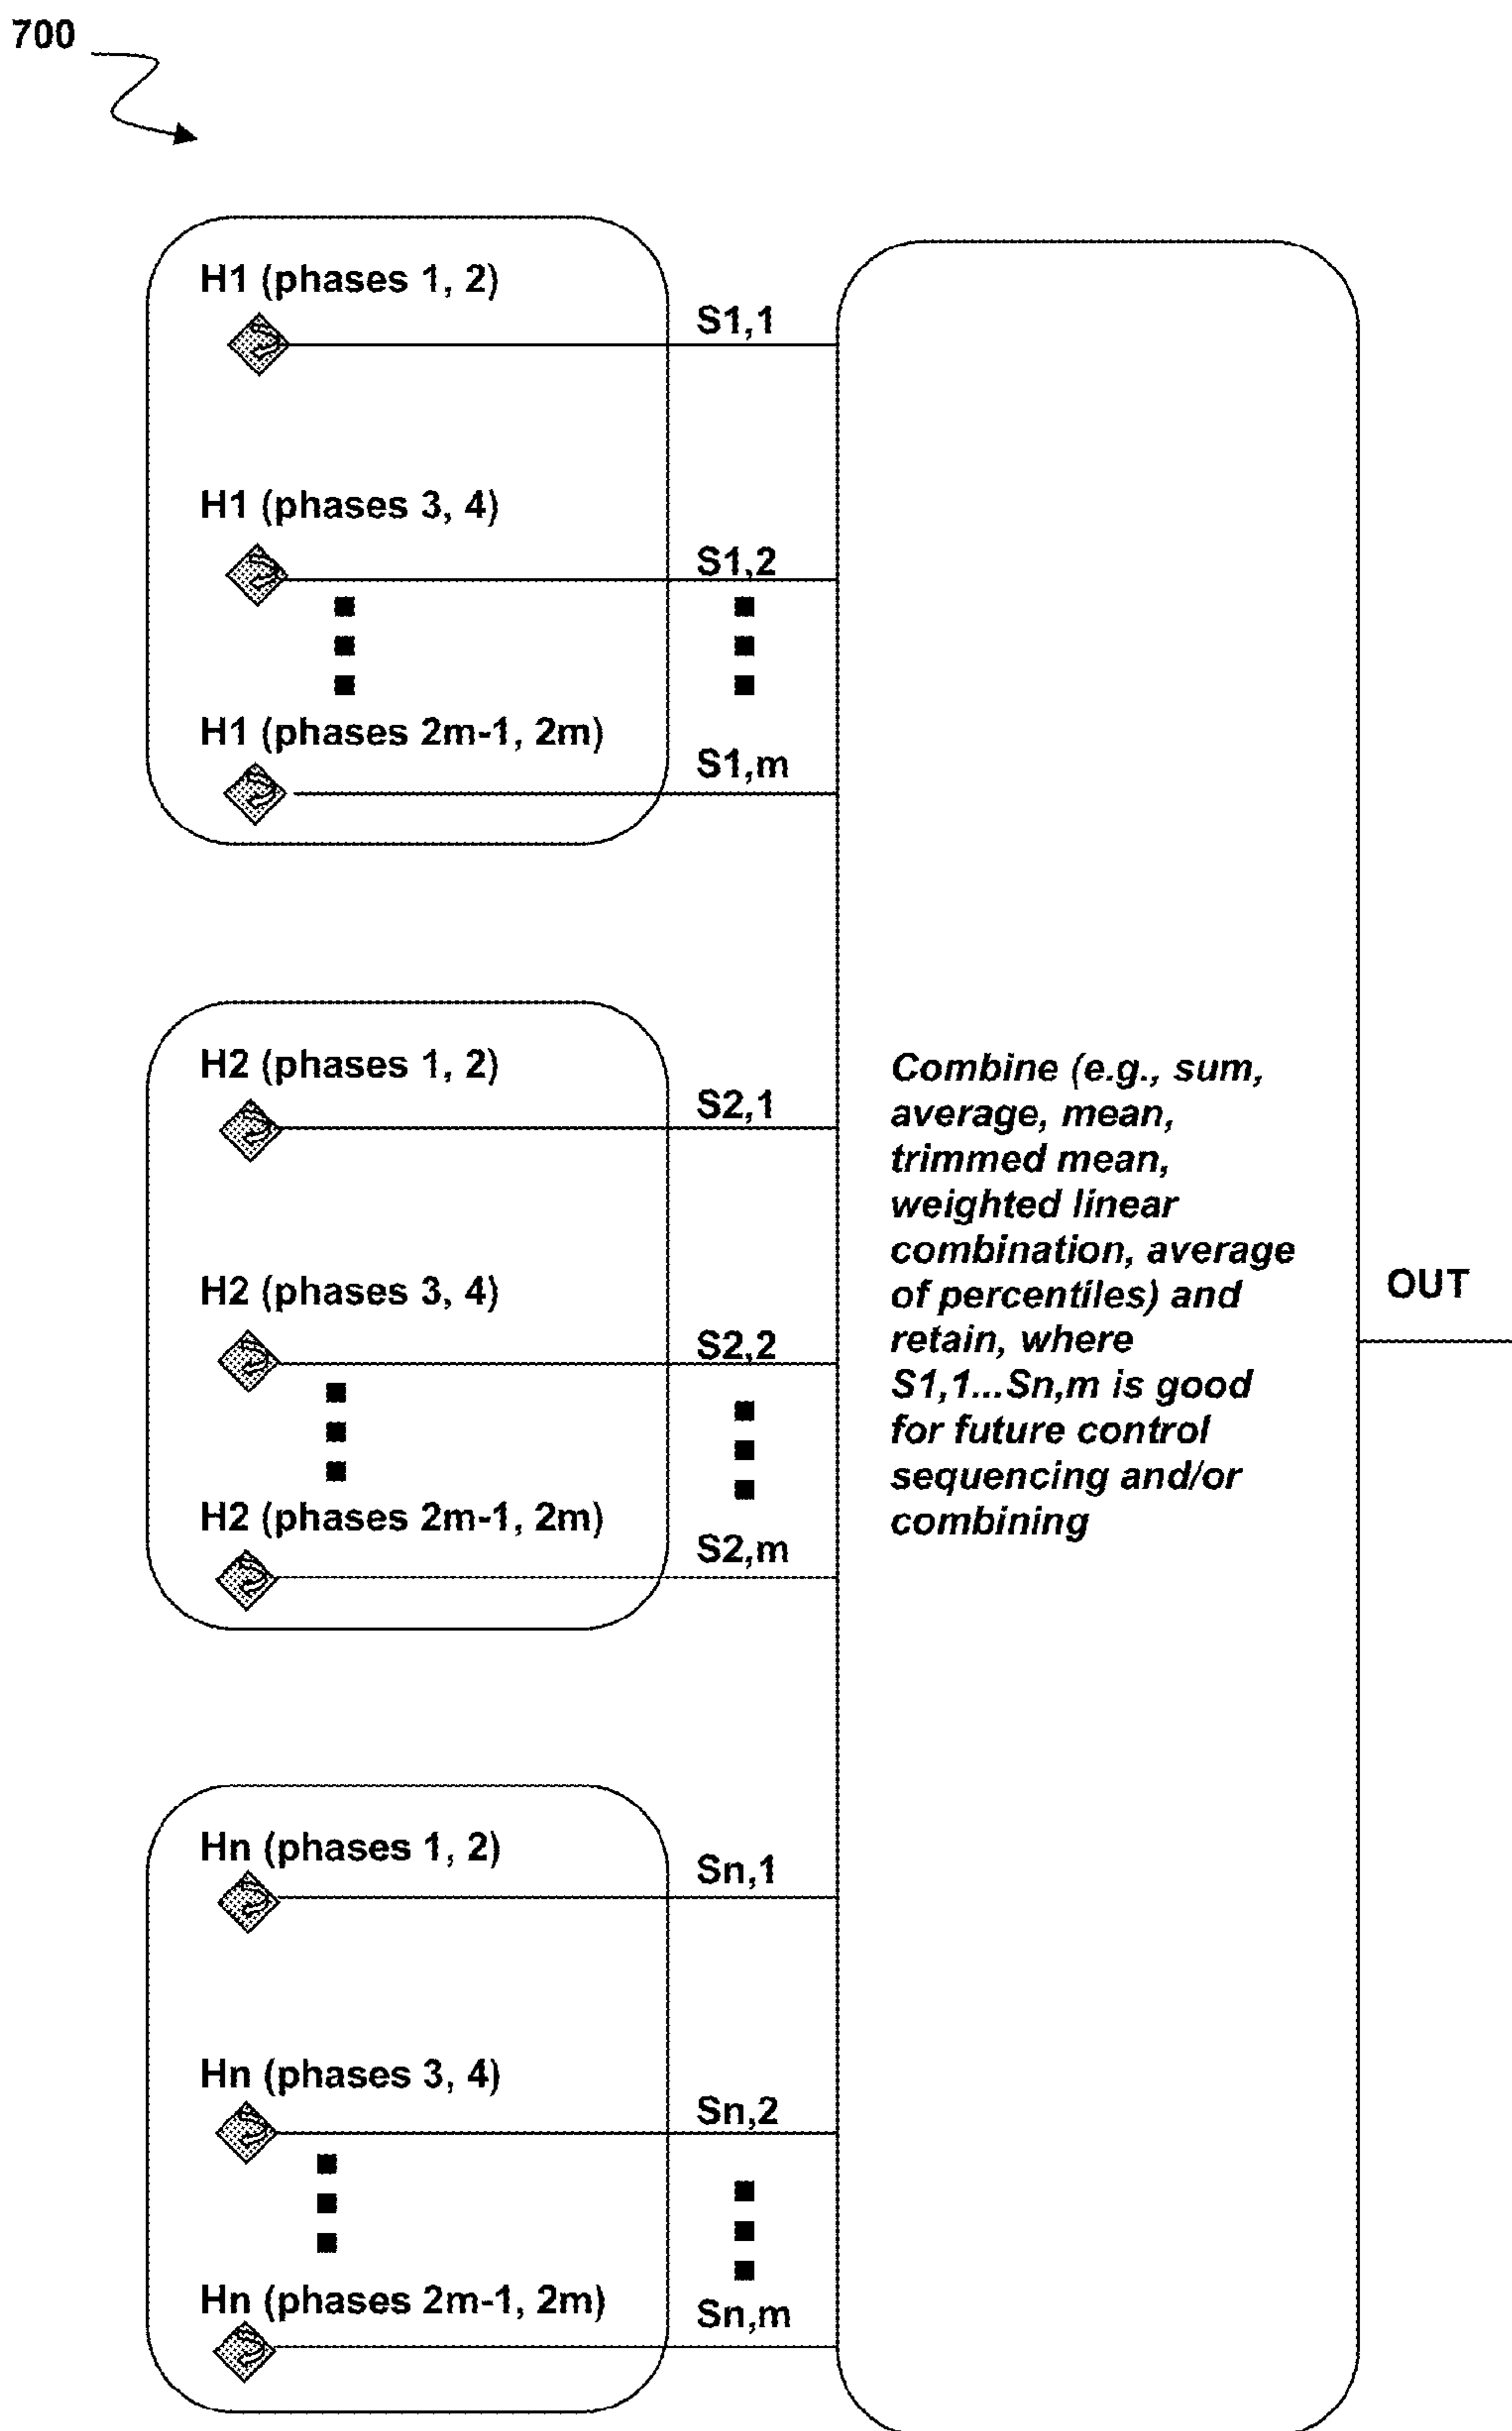 700
H1 (phases 1, 2)
S1,1
H1 (phases 3, 4)
S1,2
H1 (phases 2m-1, 2m)
S1,m
H2 (phases 1, 2)
S2,1
H2 (phases 3, 4)
S2,2
H2 (phases 2m-1, 2m)
S2,m
Hn (phases 1, 2)
Sn,1
Hn (phases 3, 4)
Sn,2
Hn (phases 2m-1, 2m)
Sn,m
Combine (e.g., sum,
average, mean,
trimmed mean,
weighted linear
combination, average
of percentiles) and
retain, where
S1,1...Sn,m is good
for future control
sequencing and/or
combining
OUT